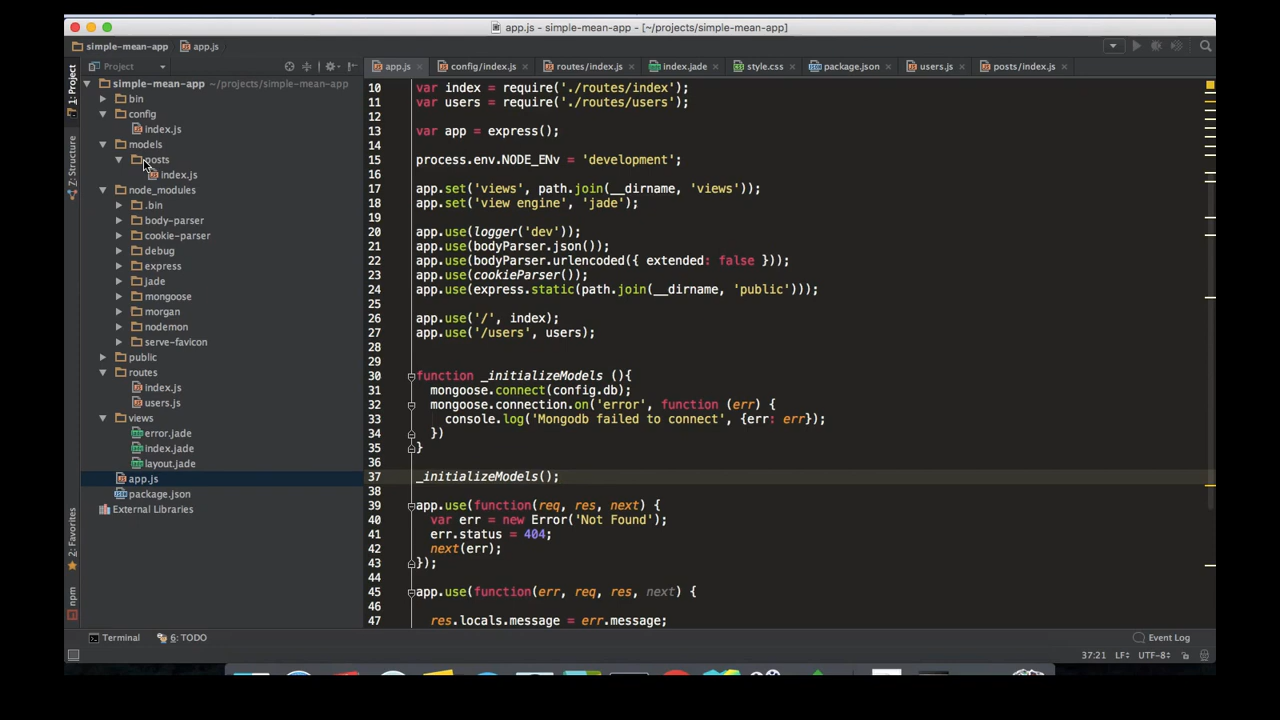 app.js - simple-mean-app - [~/projects/simple-mean-app]
simple-mean-app app.js
Project
app.js config/index.js routes/index.js index.jade style.css package.json users.js posts/index.js
1: Project
Z: Structure
2: Favorites
npm
simple-mean-app ~/projects/simple-mean-app
bin
config
index.js
models
posts
index.js
node_modules
.bin
body-parser
cookie-parser
debug
express
jade
mongoose
morgan
nodemon
serve-favicon
public
routes
index.js
users.js
views
error.jade
index.jade
layout.jade
app.js
package.json
External Libraries
10 var index = require('./routes/index');
11 var users = require('./routes/users');
12
13 var app = express();
14
15 process.env.NODE_ENv = 'development';
16
17 app.set('views', path.join(__dirname, 'views'));
18 app.set('view engine', 'jade');
19
20 app.use(logger('dev'));
21 app.use(bodyParser.json());
22 app.use(bodyParser.urlencoded({ extended: false }));
23 app.use(cookieParser());
24 app.use(express.static(path.join(__dirname, 'public')));
25
26 app.use('/', index);
27 app.use('/users', users);
28
29
30 function _initializeModels (){
31 mongoose.connect(config.db);
32 mongoose.connection.on('error', function (err) {
33 console.log('Mongodb failed to connect', {err: err});
34 })
35 }
36
37 _initializeModels();
38
39 app.use(function(req, res, next) {
40 var err = new Error('Not Found');
41 err.status = 404;
42 next(err);
43 });
44
45 app.use(function(err, req, res, next) {
46
47 res.locals.message = err.message;
Terminal 6: TODO Event Log
37:21 LF÷ UTF-8÷